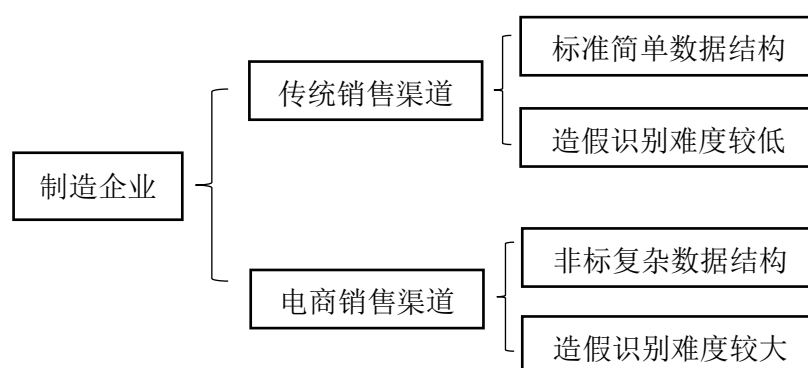 标准简单数据结构
传统销售渠道
造假识别难度较低
制造企业
非标复杂数据结构
电商销售渠道
造假识别难度较大